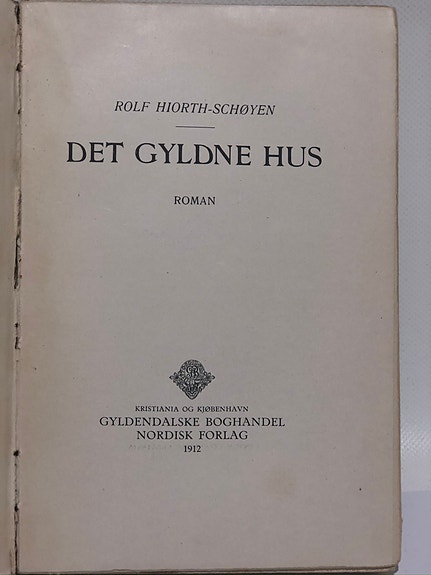 ROLF HIORTH-SCHØYEN
DET GYLDNE HUS
ROMAN
KRISTIANIA OG KJØBENHAVN
GYLDENDALSKE BOGHANDEL
NORDISK FORLAG
1912